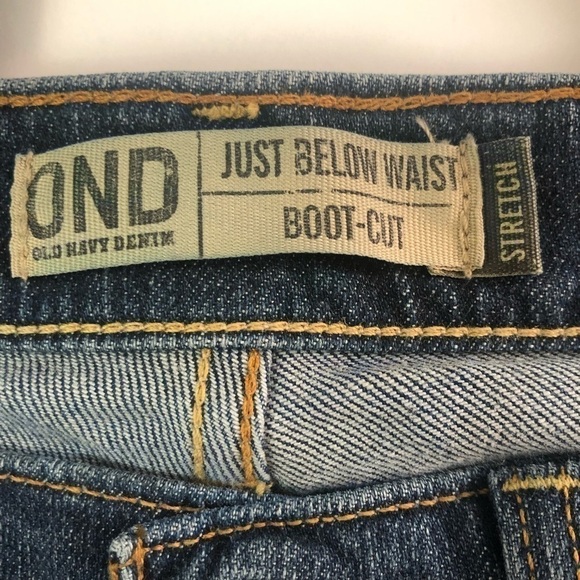 OND
OLD NAVY DENIM
JUST BELOW WAIST
BOOT-CUT
STRETCH